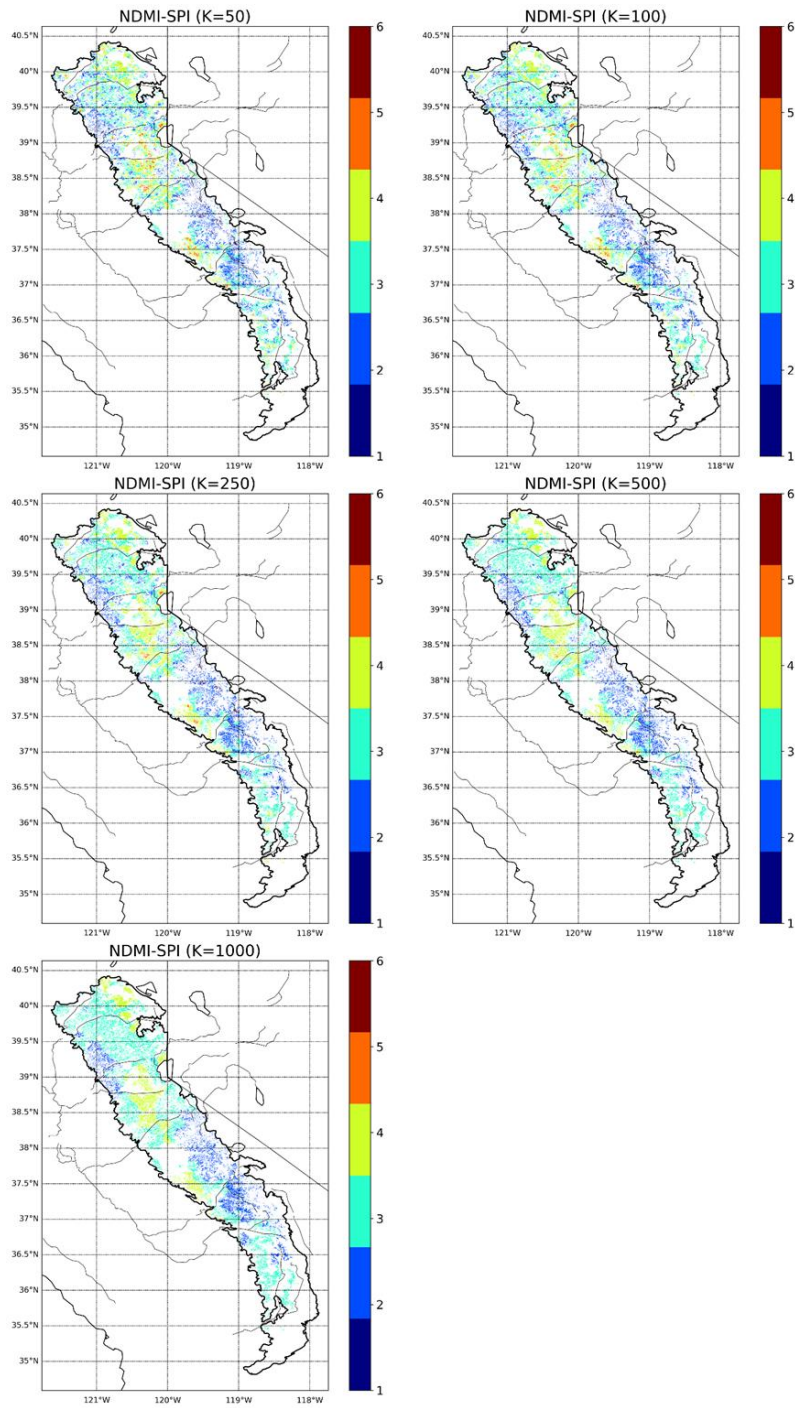 NDMI-SPI (K=50)
40.5°N
40°N
39.5°N
39°N
38.5°N
38°N
37.5°N
37°N
36.5°N
36°N
35.5°N
35°N
121°W 120°W 119°W 118°W
6
5
4
3
2
1
NDMI-SPI (K=100)
40.5°N
40°N
39.5°N
39°N
38.5°N
38°N
37.5°N
37°N
36.5°N
36°N
35.5°N
35°N
121°W 120°W 119°W 118°W
6
5
4
3
2
1
NDMI-SPI (K=250)
40.5°N
40°N
39.5°N
39°N
38.5°N
38°N
37.5°N
37°N
36.5°N
36°N
35.5°N
35°N
121°W 120°W 119°W 118°W
6
5
4
3
2
1
NDMI-SPI (K=500)
40.5°N
40°N
39.5°N
39°N
38.5°N
38°N
37.5°N
37°N
36.5°N
36°N
35.5°N
35°N
121°W 120°W 119°W 118°W
6
5
4
3
2
1
NDMI-SPI (K=1000)
40.5°N
40°N
39.5°N
39°N
38.5°N
38°N
37.5°N
37°N
36.5°N
36°N
35.5°N
35°N
121°W 120°W 119°W 118°W
6
5
4
3
2
1